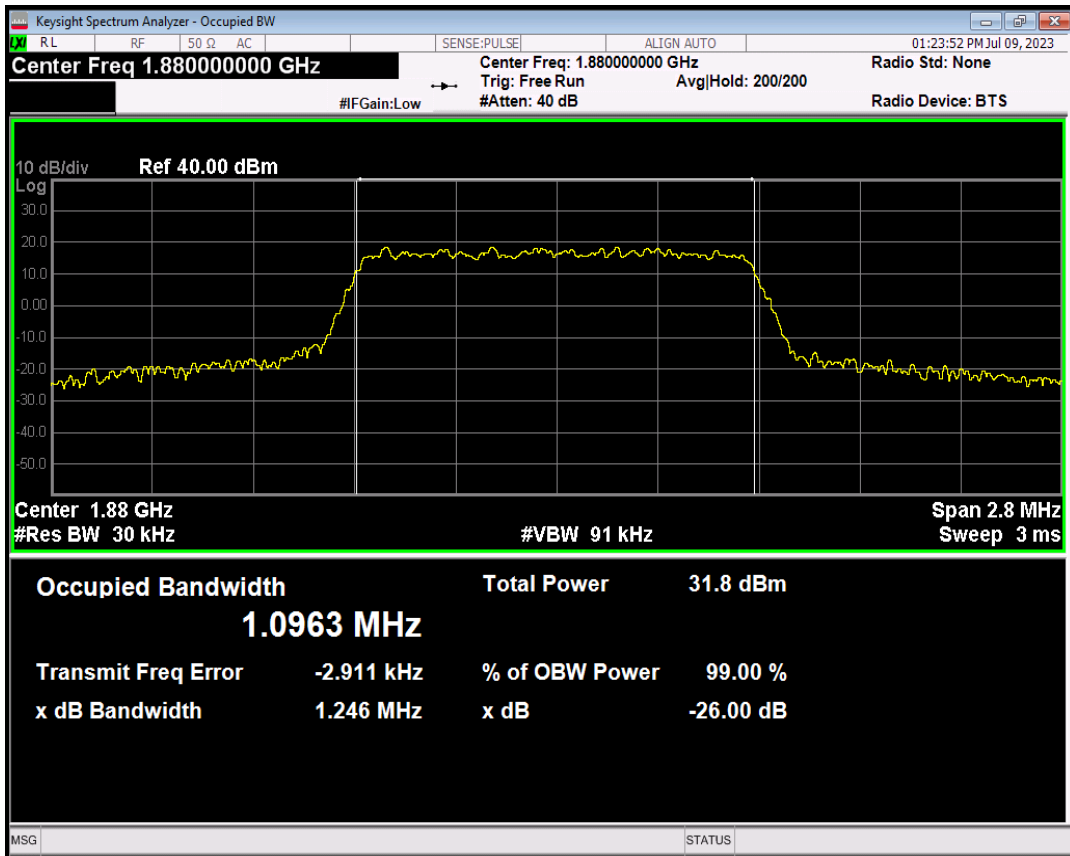 Keysight Spectrum Analyzer - Occupied BW
LXI RL RF 50 Ω AC SENSE:PULSE ALIGN AUTO 01:23:52 PM Jul 09, 2023
Center Freq 1.880000000 GHz Center Freq: 1.880000000 GHz Radio Std: None
Trig: Free Run Avg|Hold: 200/200
#IFGain:Low #Atten: 40 dB Radio Device: BTS
10 dB/div Ref 40.00 dBm
Log
30.0
20.0
10.0
0.00
-10.0
-20.0
-30.0
-40.0
-50.0
Center 1.88 GHz Span 2.8 MHz
#Res BW 30 kHz #VBW 91 kHz Sweep 3 ms
Occupied Bandwidth Total Power 31.8 dBm
1.0963 MHz
Transmit Freq Error -2.911 kHz % of OBW Power 99.00 %
x dB Bandwidth 1.246 MHz x dB -26.00 dB
MSG STATUS